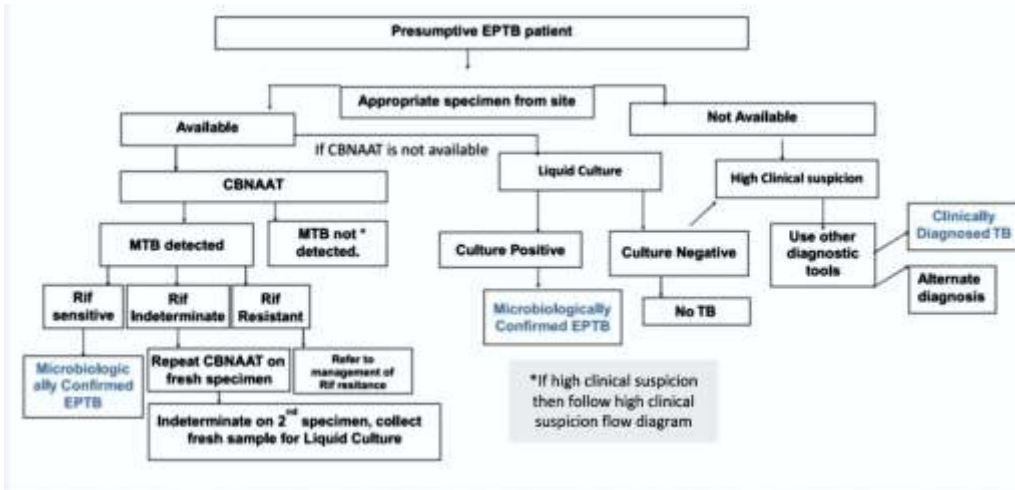 Presumptive EPTB patient
Appropriate specimen from site
Available
Not Available
If CBNAAT is not available
CBNAAT
Liquid Culture
High Clinical suspicion
MTB detected
MTB not *
detected.
Culture Positive
Culture Negative
Use other
diagnostic
tools
Clinically
Diagnosed TB
Alternate
diagnosis
Rif
sensitive
Rif
Indeterminate
Rif
Resistant
Microbiologically
Confirmed EPTB
No TB
Microbiologic
ally Confirmed
EPTB
Repeat CBNAAT on
fresh specimen
Refer to
management of
Rif resiltance
Indeterminate on 2nd specimen, collect
fresh sample for Liquid Culture
*If high clinical suspicion
then follow high clinical
suspicion flow diagram